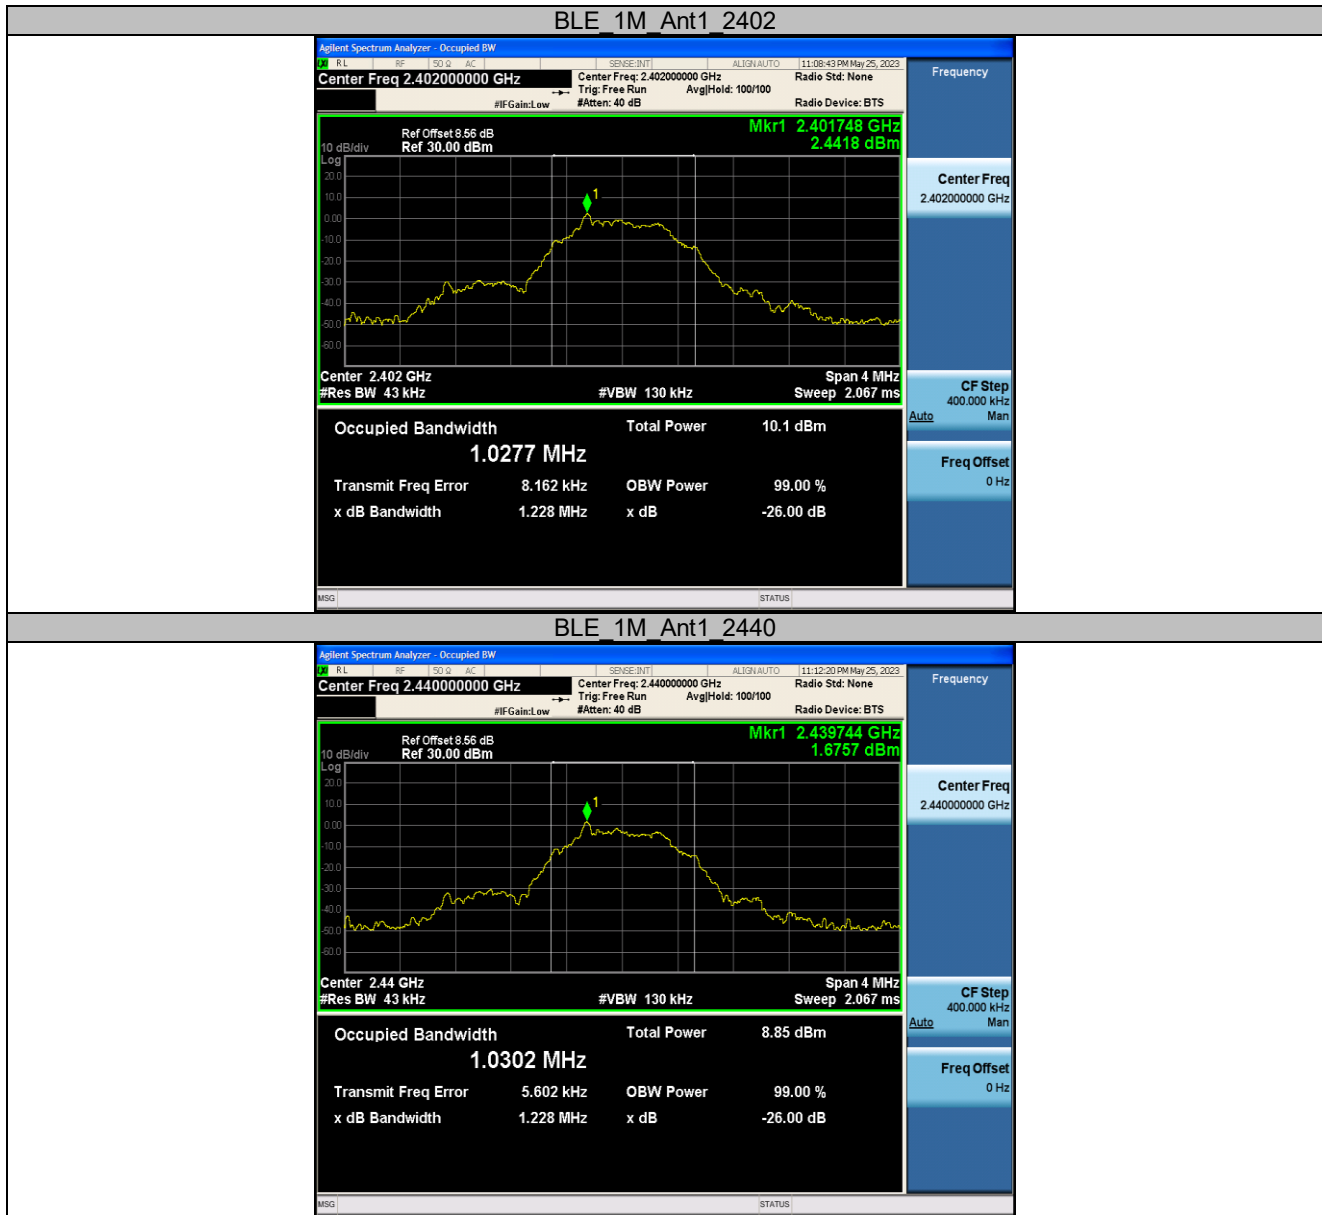 BLE_1M_Ant1_2402
Agilent Spectrum Analyzer - Occupied BW
LXI RL RF 50 Ω AC SENSE:INT ALIGN AUTO 11:08:43 PM May 25, 2023
Center Freq 2.402000000 GHz
Center Freq: 2.402000000 GHz
Radio Std: None
Trig: Free Run Avg|Hold: 100/100
#IFGain:Low
#Atten: 40 dB
Radio Device: BTS
Frequency
Mkr1 2.401748 GHz
2.4418 dBm
Ref Offset 8.56 dB
10 dB/div Ref 30.00 dBm
Log
20.0
10.0
0.00
-10.0
-20.0
-30.0
-40.0
-50.0
-60.0
1
Center Freq
2.402000000 GHz
Center 2.402 GHz Span 4 MHz
#Res BW 43 kHz #VBW 130 kHz Sweep 2.067 ms
CF Step
400.000 kHz
Auto Man
Occupied Bandwidth Total Power 10.1 dBm
1.0277 MHz
Transmit Freq Error 8.162 kHz OBW Power 99.00 %
x dB Bandwidth 1.228 MHz x dB -26.00 dB
Freq Offset
0 Hz
MSG STATUS
BLE_1M_Ant1_2440
Agilent Spectrum Analyzer - Occupied BW
LXI RL RF 50 Ω AC SENSE:INT ALIGN AUTO 11:12:20 PM May 25, 2023
Center Freq 2.440000000 GHz
Center Freq: 2.440000000 GHz
Radio Std: None
Trig: Free Run Avg|Hold: 100/100
#IFGain:Low
#Atten: 40 dB
Radio Device: BTS
Frequency
Mkr1 2.439744 GHz
1.6757 dBm
Ref Offset 8.56 dB
10 dB/div Ref 30.00 dBm
Log
20.0
10.0
0.00
-10.0
-20.0
-30.0
-40.0
-50.0
-60.0
1
Center Freq
2.440000000 GHz
Center 2.44 GHz Span 4 MHz
#Res BW 43 kHz #VBW 130 kHz Sweep 2.067 ms
CF Step
400.000 kHz
Auto Man
Occupied Bandwidth Total Power 8.85 dBm
1.0302 MHz
Transmit Freq Error 5.602 kHz OBW Power 99.00 %
x dB Bandwidth 1.228 MHz x dB -26.00 dB
Freq Offset
0 Hz
MSG STATUS